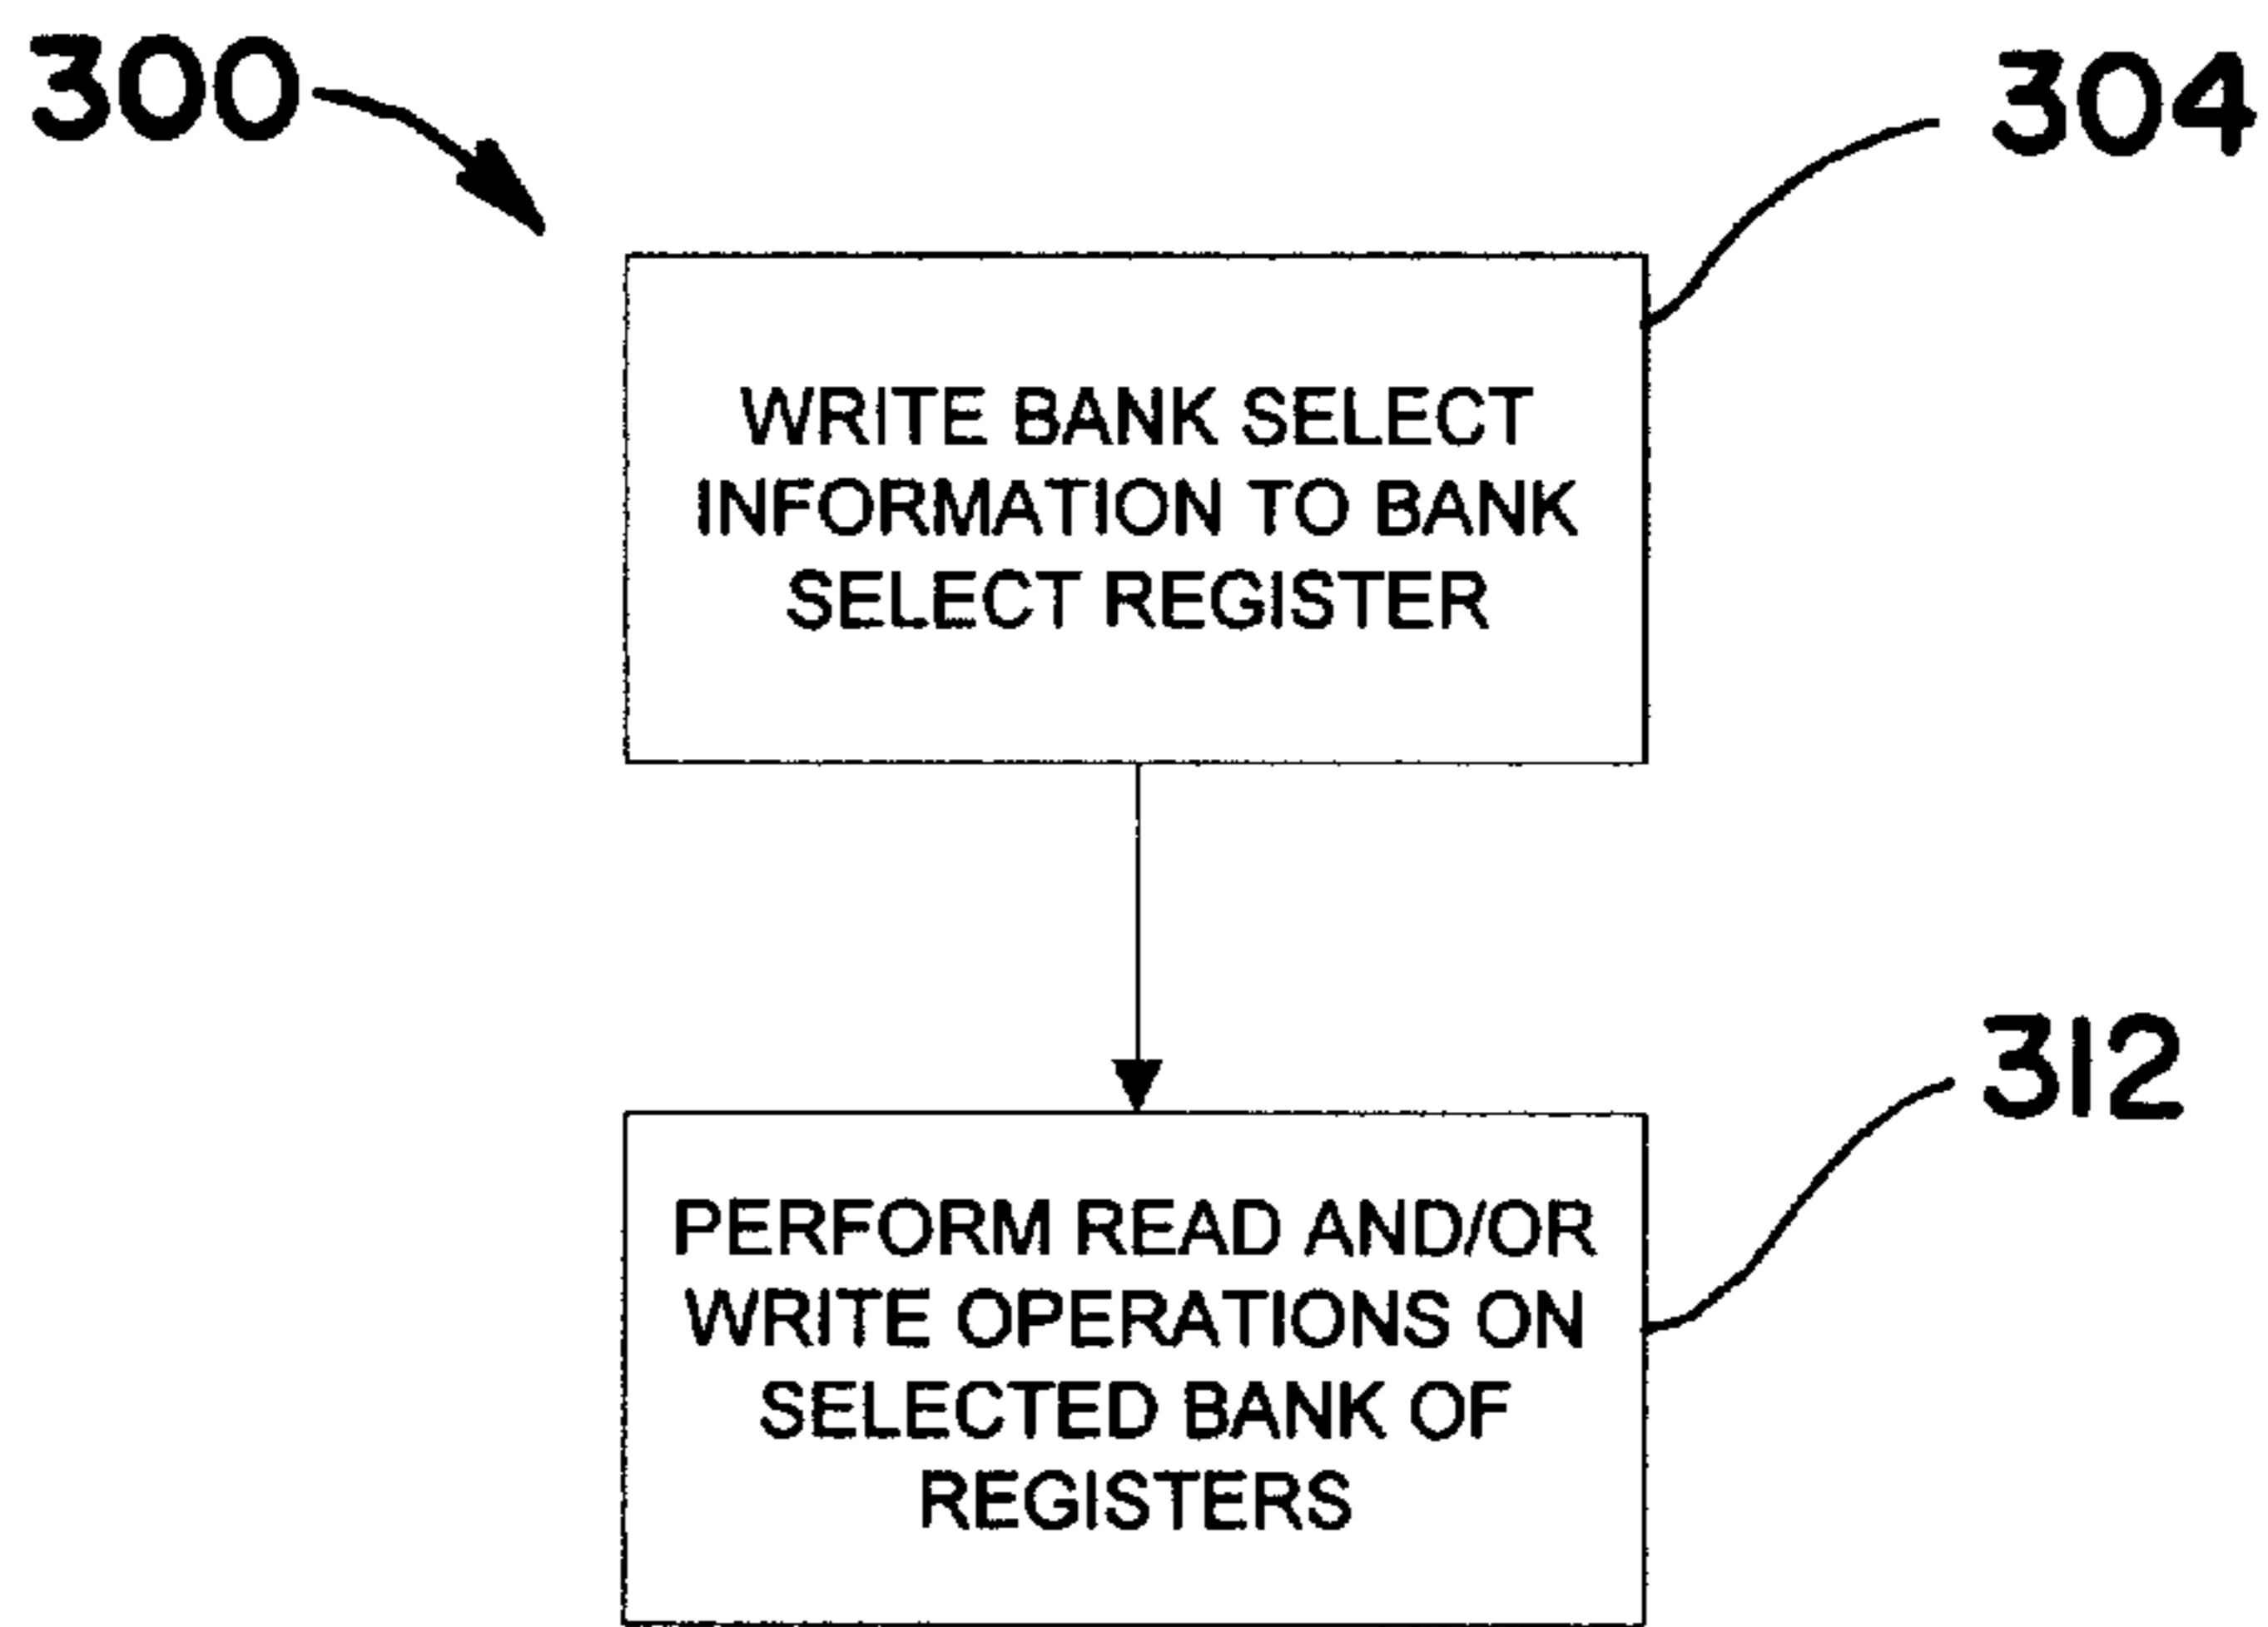 300
304
WRITE BANK SELECT
INFORMATION TO BANK
SELECT REGISTER
312
PERFORM READ AND/OR
WRITE OPERATIONS ON
SELECTED BANK OF
REGISTERS